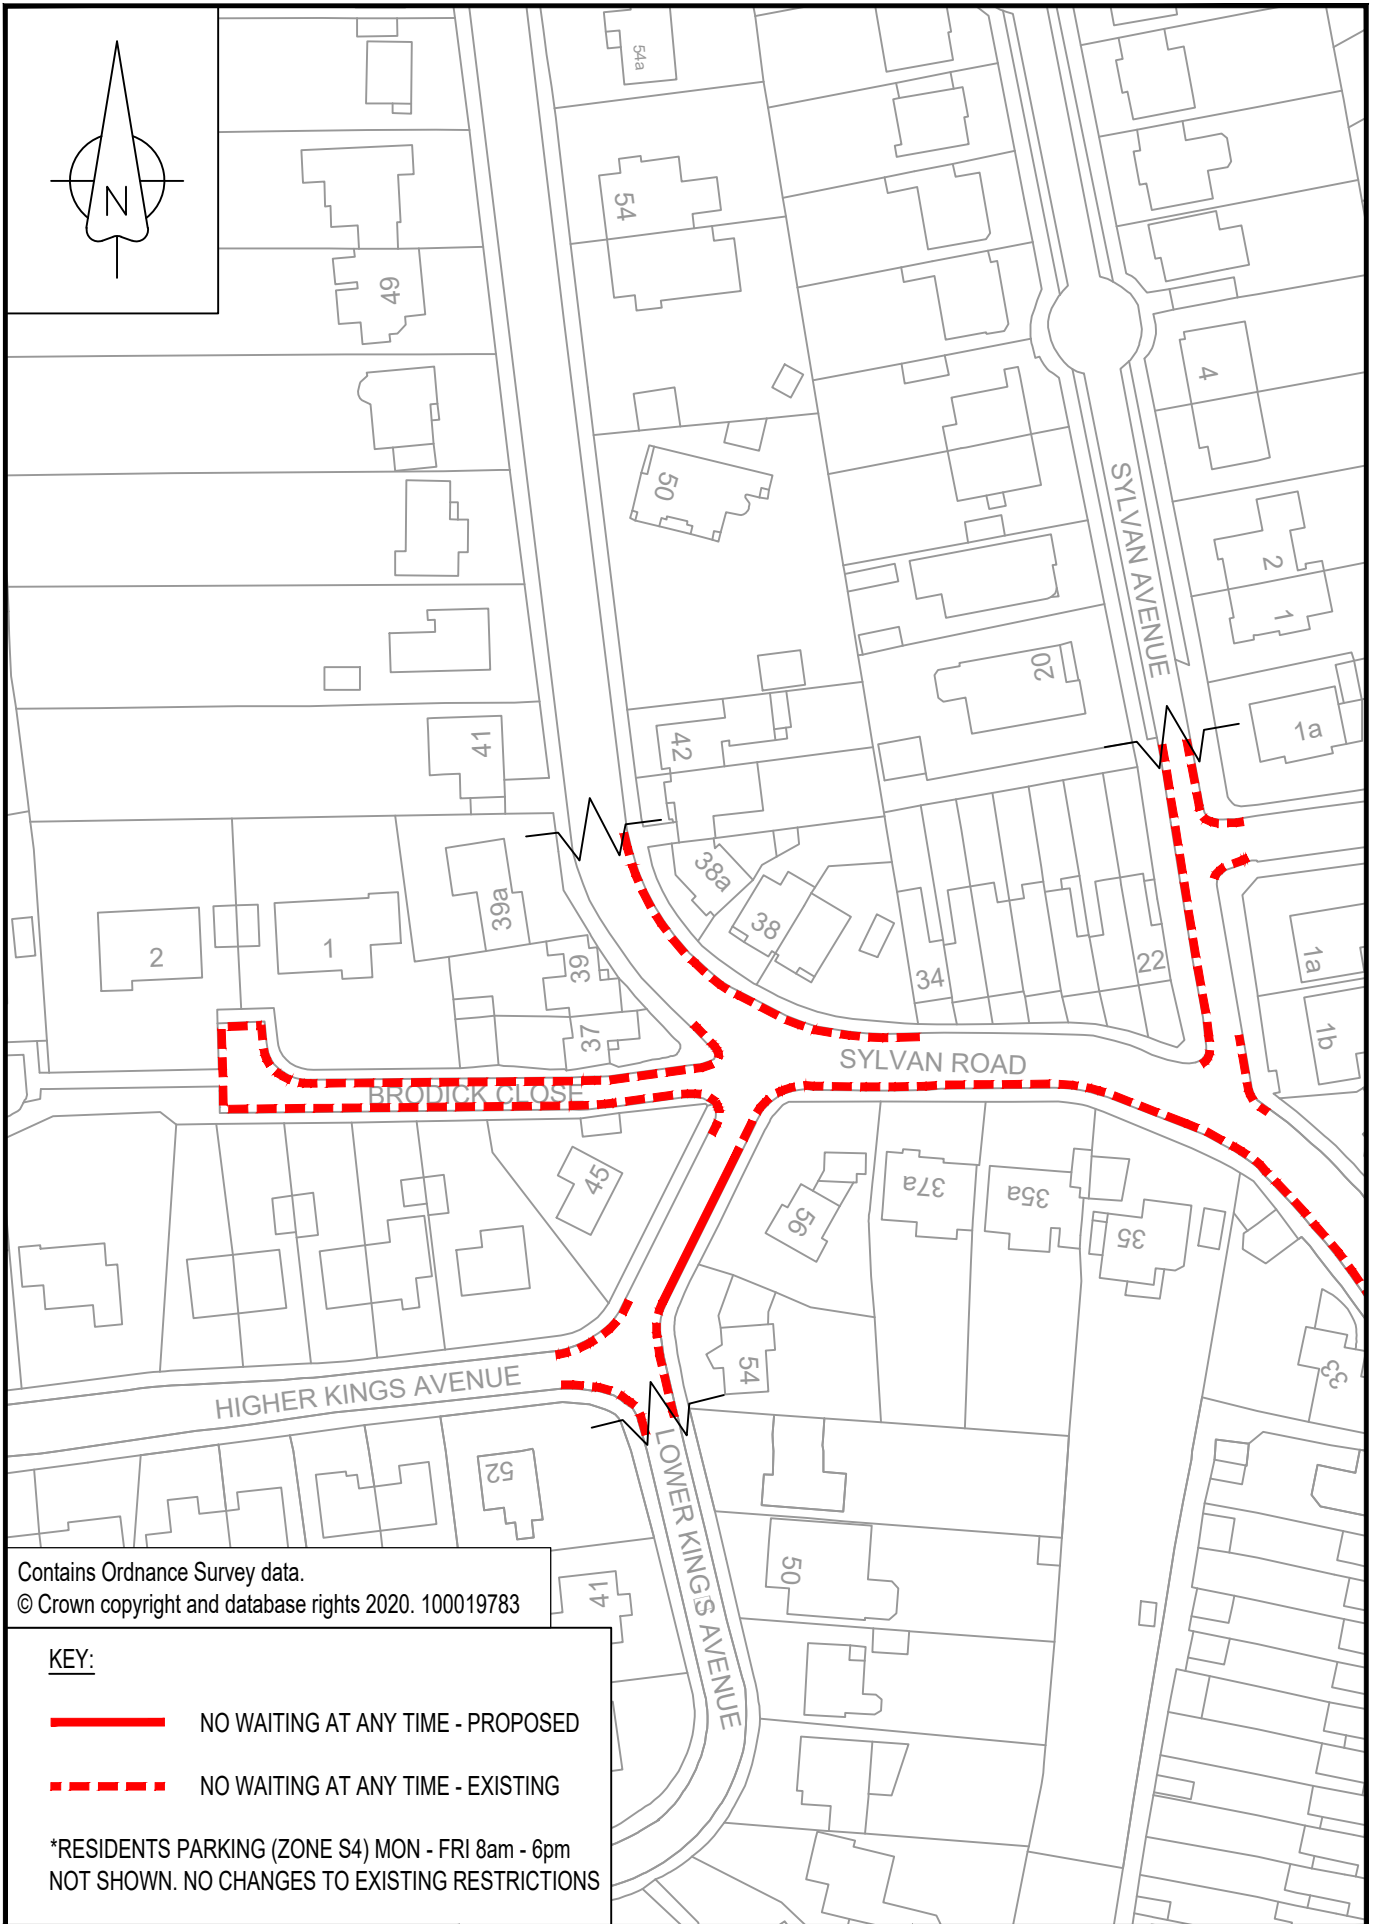 N
54a
54
49
4
50
SYLVAN AVENUE
2
1
20
1a
41
42
38a
39a
38
2
1
39
34
22
1a
37
1b
SYLVAN ROAD
BRODICK CLOSE
45
37a
35a
56
35
54
33
HIGHER KINGS AVENUE
52
LOWER KING'S AVENUE
50
41
Contains Ordnance Survey data.
© Crown copyright and database rights 2020. 100019783
KEY:
NO WAITING AT ANY TIME - PROPOSED
NO WAITING AT ANY TIME - EXISTING
*RESIDENTS PARKING (ZONE S4) MON - FRI 8am - 6pm
NOT SHOWN. NO CHANGES TO EXISTING RESTRICTIONS